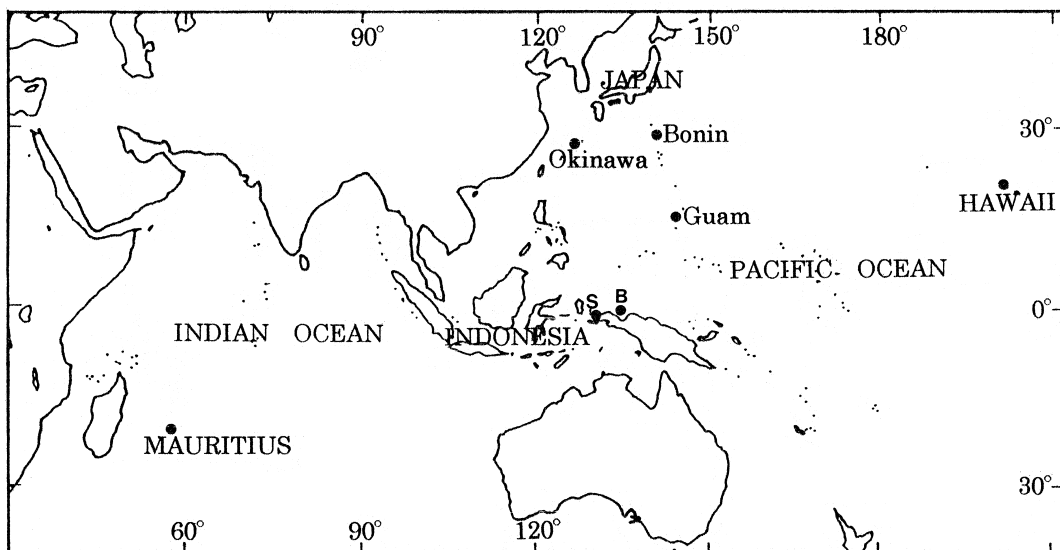 90° 120° 150° 180°
JAPAN
30°
Bonin
Okinawa
HAWAII
Guam
PACIFIC OCEAN
S B
0°
INDIAN OCEAN INDONESIA
MAURITIUS
30°
60° 90° 120°